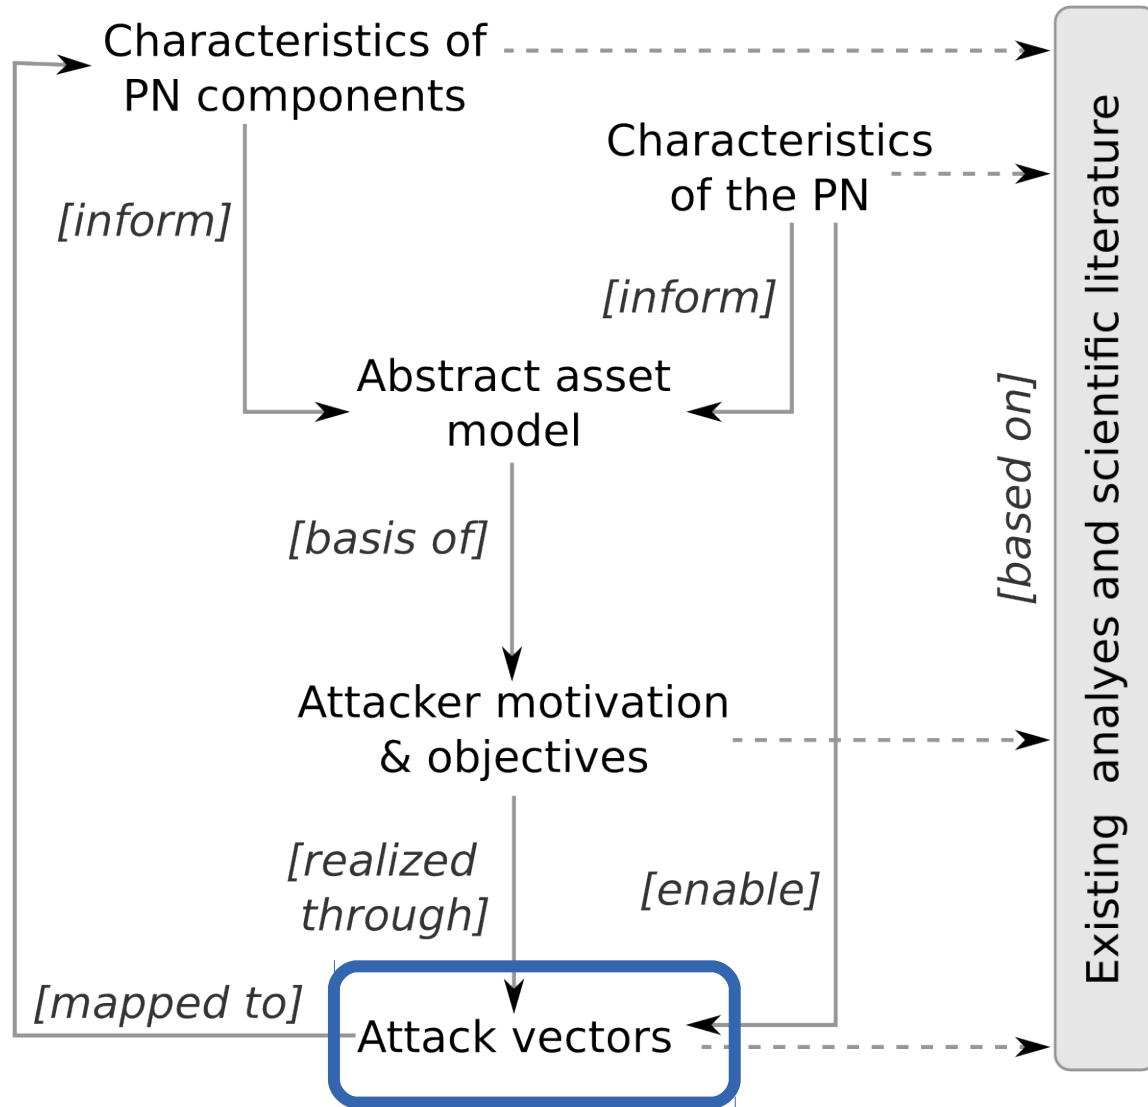 Characteristics of
PN components
Characteristics
of the PN
[inform]
[inform]
Abstract asset
model
[basis of]
[based on]
Existing analyes and scientific literature
Attacker motivation
& objectives
[realized
through]
[enable]
[mapped to]
Attack vectors